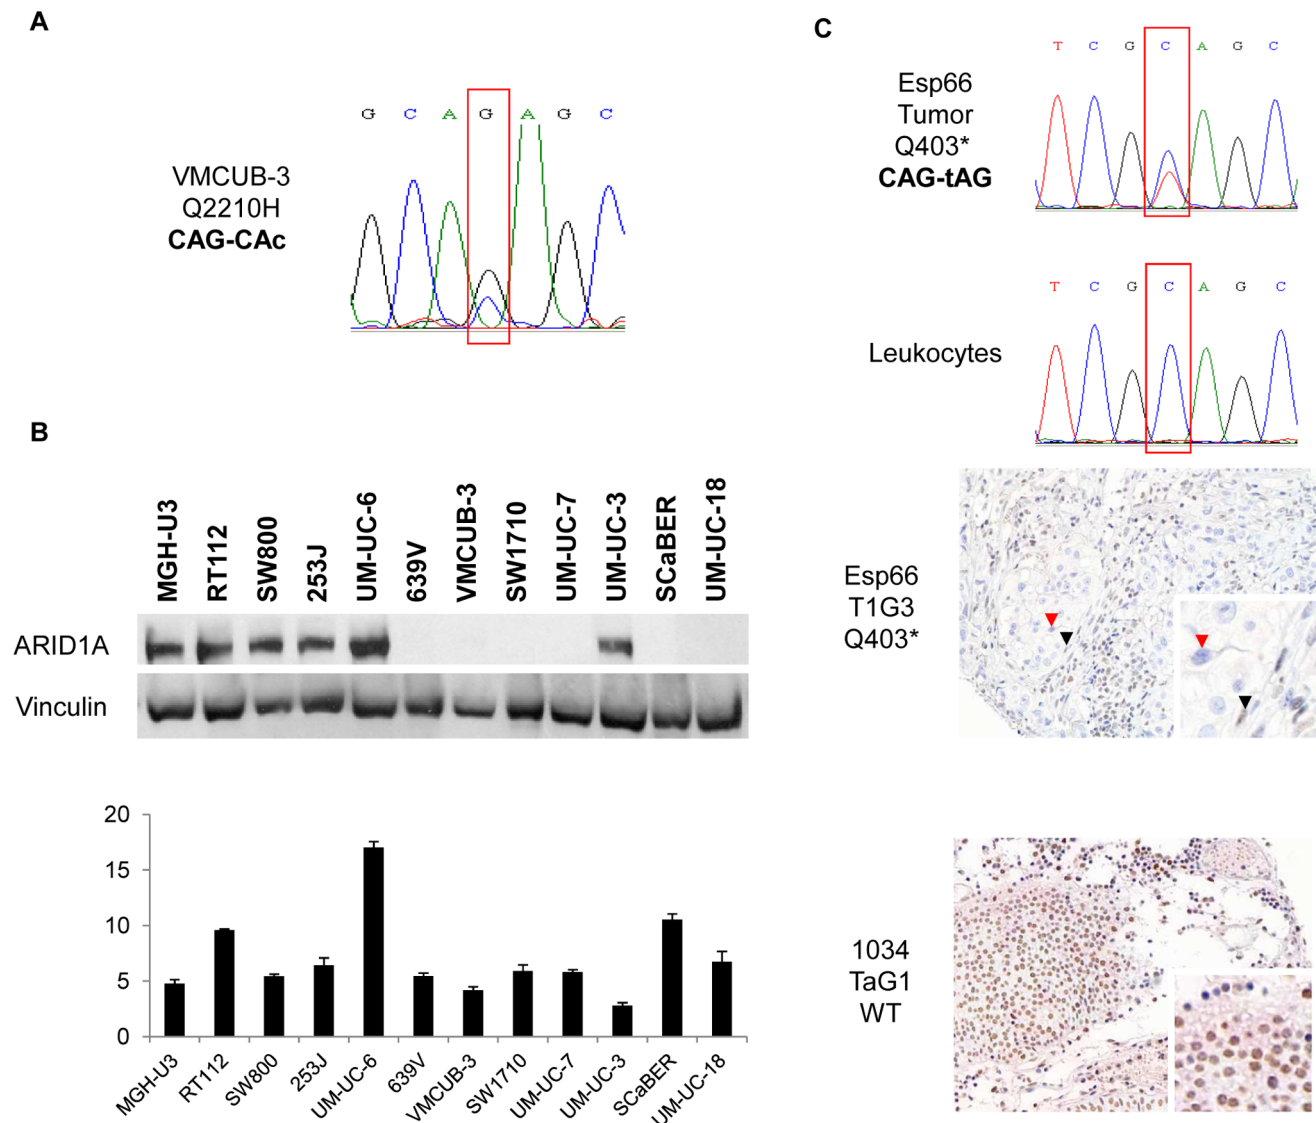 A
G C A G A G C
VMCUB-3
Q2210H
CAG-CAc
B
MGH-U3
RT112
SW800
253J
UM-UC-6
639V
VMCUB-3
SW1710
UM-UC-7
UM-UC-3
SCaBER
UM-UC-18
ARID1A
Vinculin
20
15
10
5
0
MGH-U3
RT112
SW800
253J
UM-UC-6
639V
VMCUB-3
SW1710
UM-UC-7
UM-UC-3
SCaBER
UM-UC-18
C
T C G C A G C
Esp66
Tumor
Q403*
CAG-tAG
T C G C A G C
Leukocytes
Esp66
T1G3
Q403*
1034
TaG1
WT